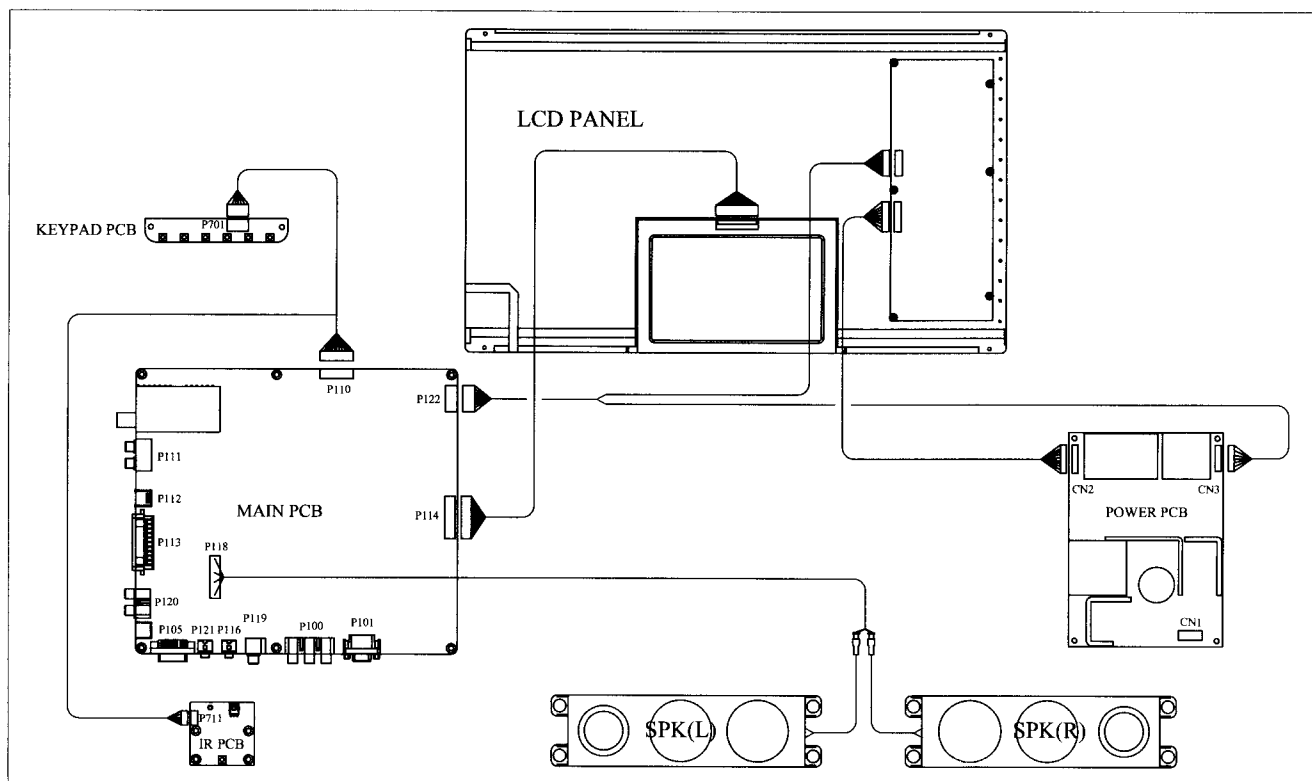 LCD PANEL
P701
KEYPAD PCB
P110
P122
P111
CN2
CN3
P112
MAIN PCB
P114
POWER PCB
P113
P118
P120
P119
P100
P101
P105
P121
P116
CN1
P711
IR PCB
SPK(L)
SPK(R)